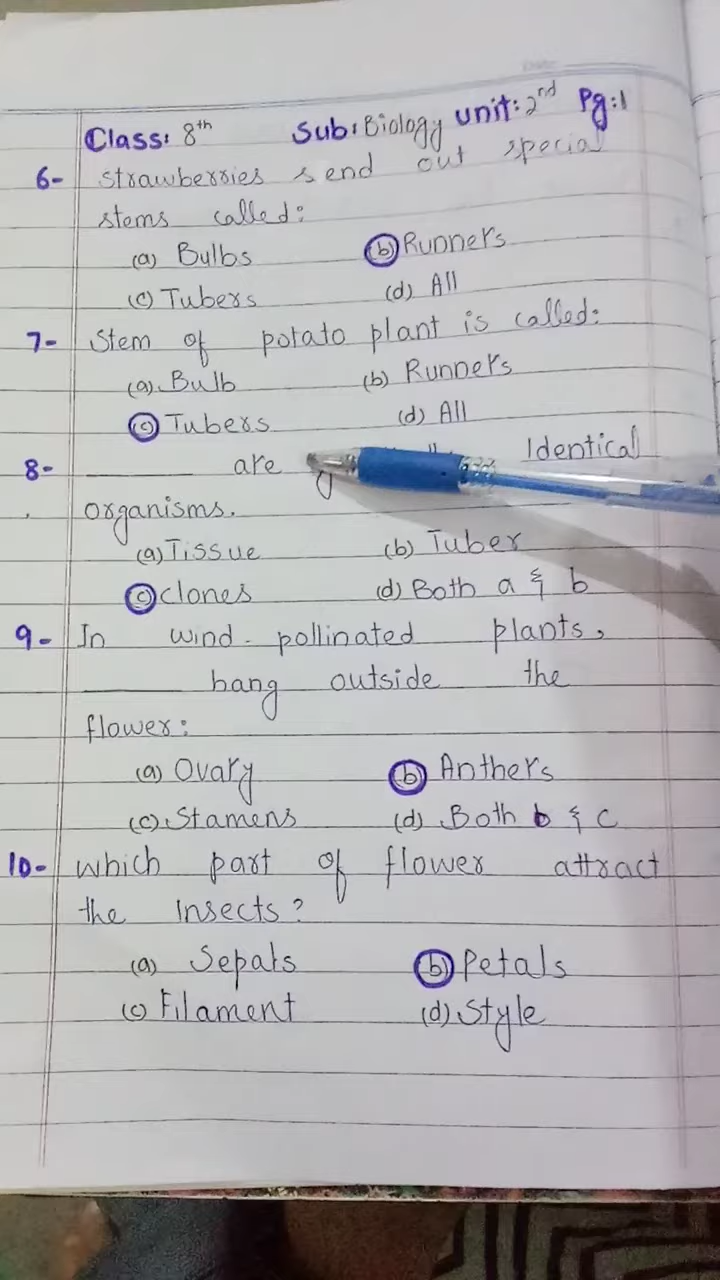 Class: 8th Sub: Biology unit: 2nd Pg:1
6- Strawberries send out special
stems called:
(a) Bulbs (b) Runners
(c) Tubers (d) All
7- Stem of potato plant is called:
(a) Bulb (b) Runners
(c) Tubers (d) All
8- ______ are Identical
organisms.
(a) Tissue (b) Tuber
(c) clones (d) Both a & b
9- In wind-pollinated plants,
______ hang outside the
flower:
(a) Ovary (b) Anthers
(c) Stamens (d) Both b & c
10- which part of flower attract
the Insects?
(a) Sepals (b) Petals
(c) Filament (d) Style